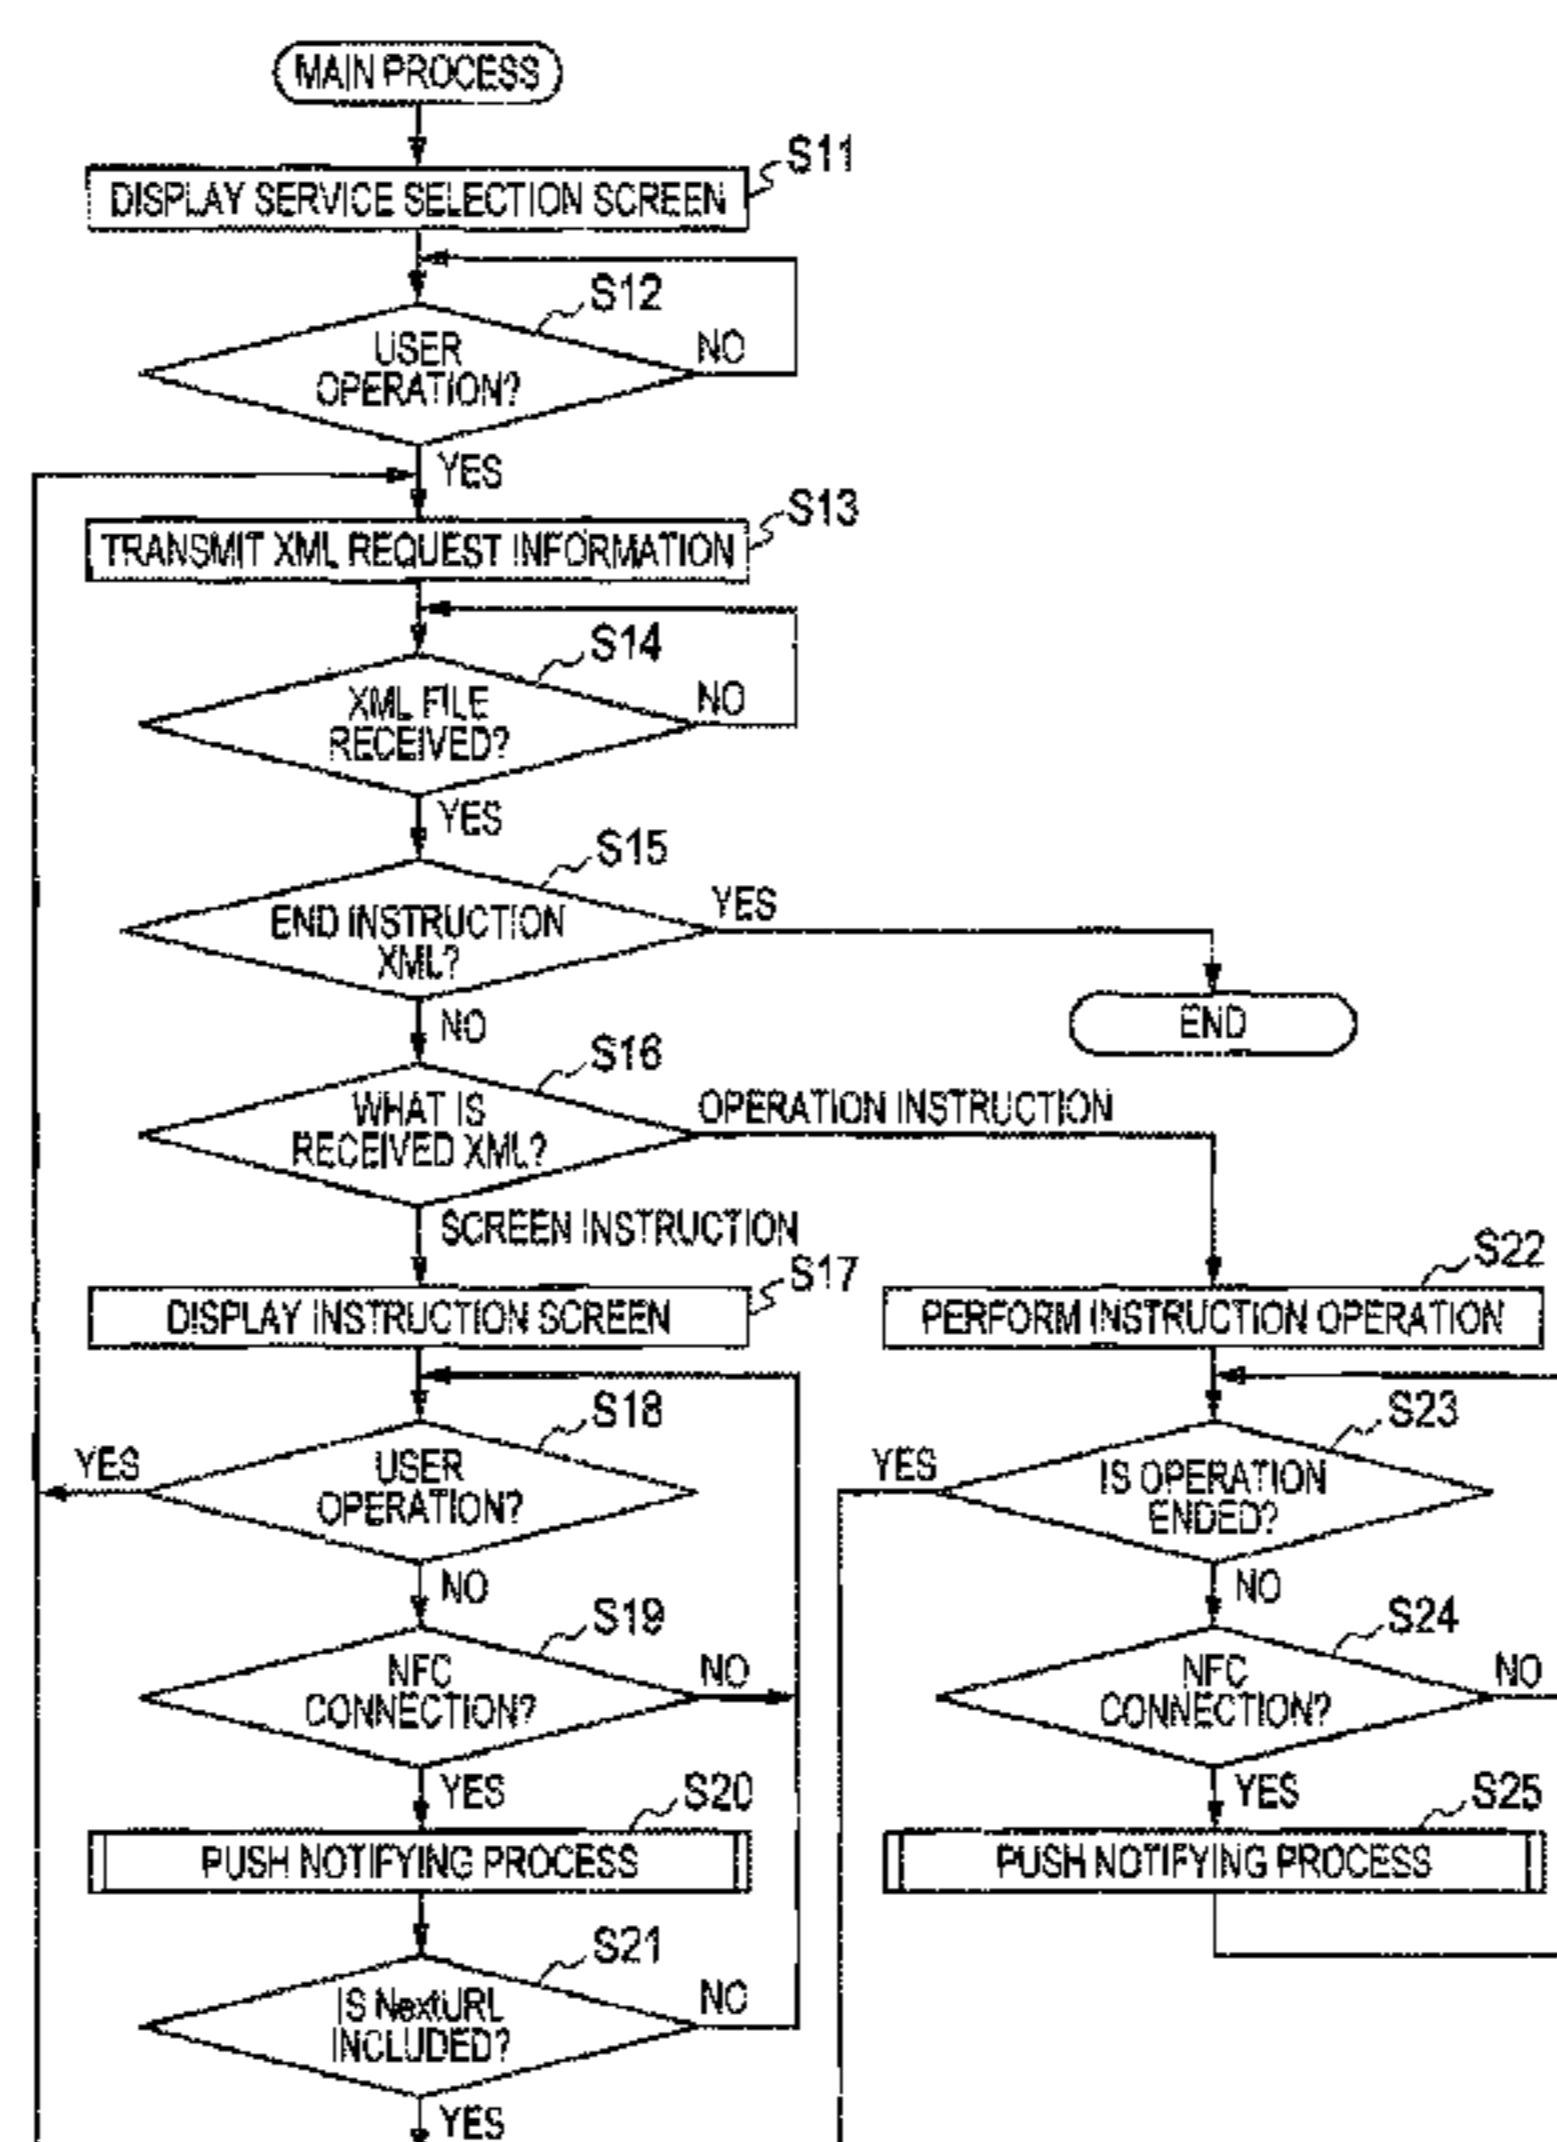 MAIN PROCESS
S11
DISPLAY SERVICE SELECTION SCREEN
S12
USER
OPERATION?
NO
YES
S13
TRANSMIT XML REQUEST INFORMATION
S14
XML FILE
RECEIVED?
NO
YES
S15
END INSTRUCTION
XML?
YES
END
NO
S16
WHAT IS
RECEIVED XML?
OPERATION INSTRUCTION
SCREEN INSTRUCTION
S17
DISPLAY INSTRUCTION SCREEN
S18
USER
OPERATION?
YES
NO
S19
NFC
CONNECTION?
NO
YES
S20
PUSH NOTIFYING PROCESS
S21
IS NextURL
INCLUDED?
NO
YES
S22
PERFORM INSTRUCTION OPERATION
S23
IS OPERATION
ENDED?
YES
NO
S24
NFC
CONNECTION?
NO
YES
S25
PUSH NOTIFYING PROCESS